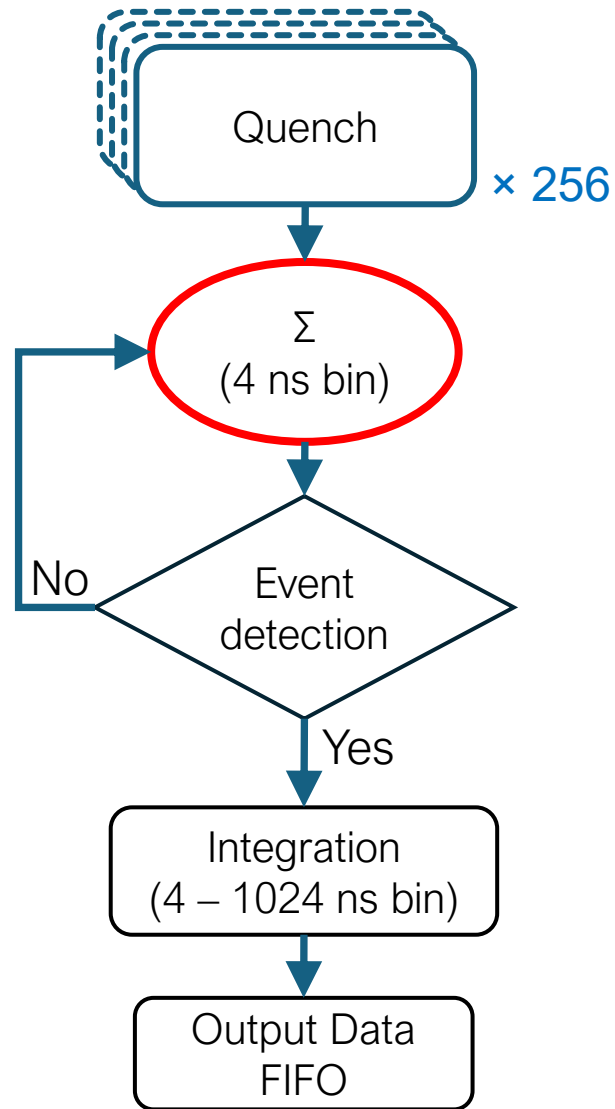 Quench
× 256
Σ
(4 ns bin)
No
Event
detection
Yes
Integration
(4 – 1024 ns bin)
Output Data
FIFO